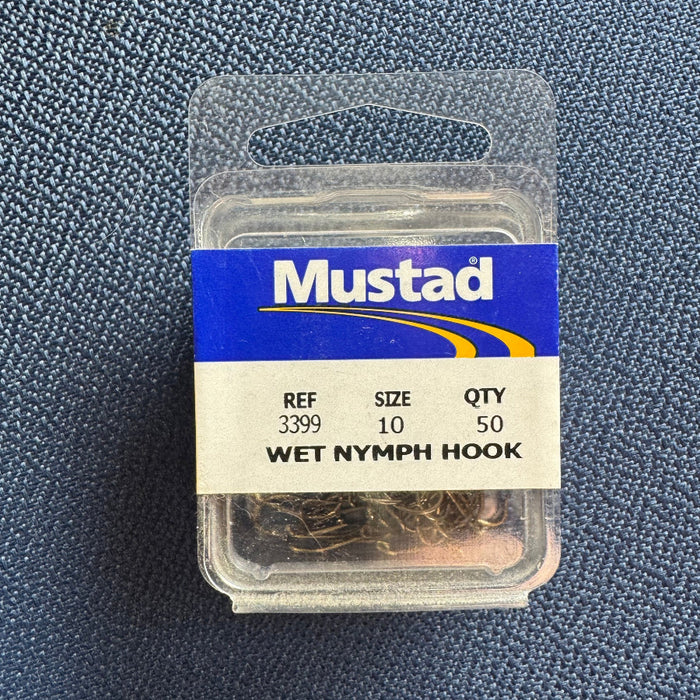 Mustad®
REF SIZE QTY
3399 10 50
WET NYMPH HOOK